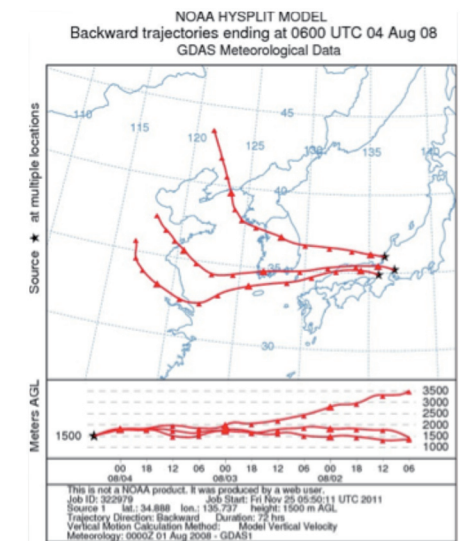 NOAA HYSPLIT MODEL
Backward trajectories ending at 0600 UTC 04 Aug 08
GDAS Meteorological Data
Source ★ at multiple locations
110
115
120
125
130
135
140
45
40
35
30
Meters AGL
1500
3500
3000
2500
2000
1500
1000
00 18 12 06 00 18 12 06 00 18 12 06
08/04 08/03 08/02
This is not a NOAA product. It was produced by a web user.
Job ID: 322979 Job Start: Fri Nov 25 05:50:11 UTC 2011
Source 1 lat.: 34.888 lon.: 135.737 height: 1500 m AGL
Trajectory Direction: Backward Duration: 72 hrs
Vertical Motion Calculation Method: Model Vertical Velocity
Meteorology: 0000Z 01 Aug 2008 - GDAS1